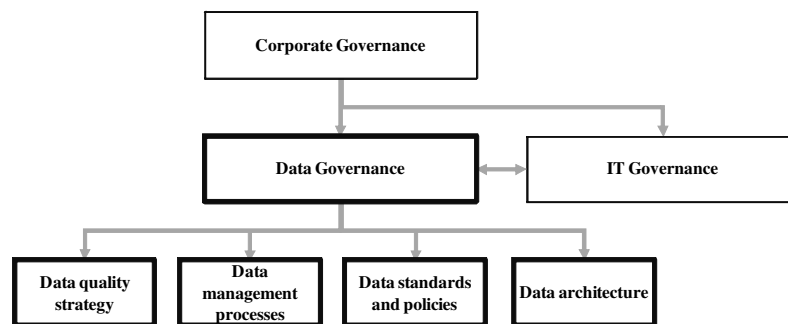 Corporate Governance
Data Governance
IT Governance
Data quality
strategy
Data
management
processes
Data standards
and policies
Data architecture